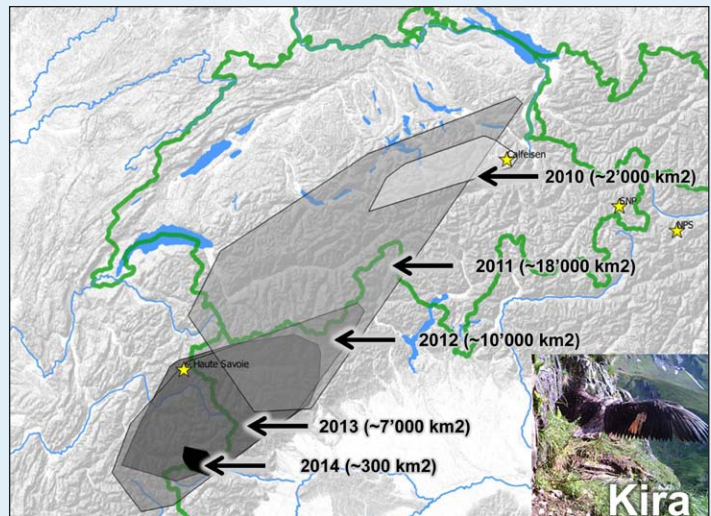 Calfeisen
2010 (~2'000 km2)
SNP
NPS
2011 (~18'000 km2)
2012 (~10'000 km2)
Haute Savoie
2013 (~7'000 km2)
2014 (~300 km2)
Kira